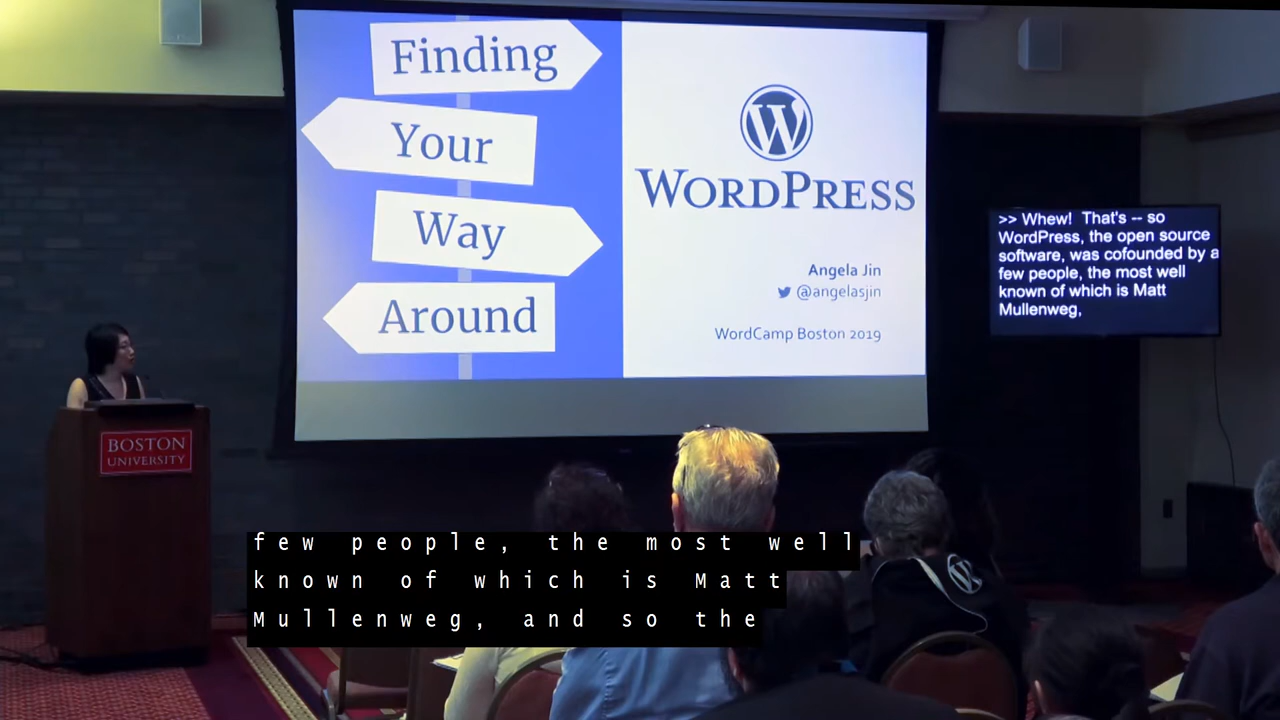 Finding
Your
Way
Around
W
WORDPRESS
Angela Jin
@angelasjin
WordCamp Boston 2019
>> Whew! That's -- so
WordPress, the open source
software, was cofounded by a
few people, the most well
known of which is Matt
Mullenweg,
BOSTON
UNIVERSITY
few people, the most well
known of which is Matt
Mullenweg, and so the